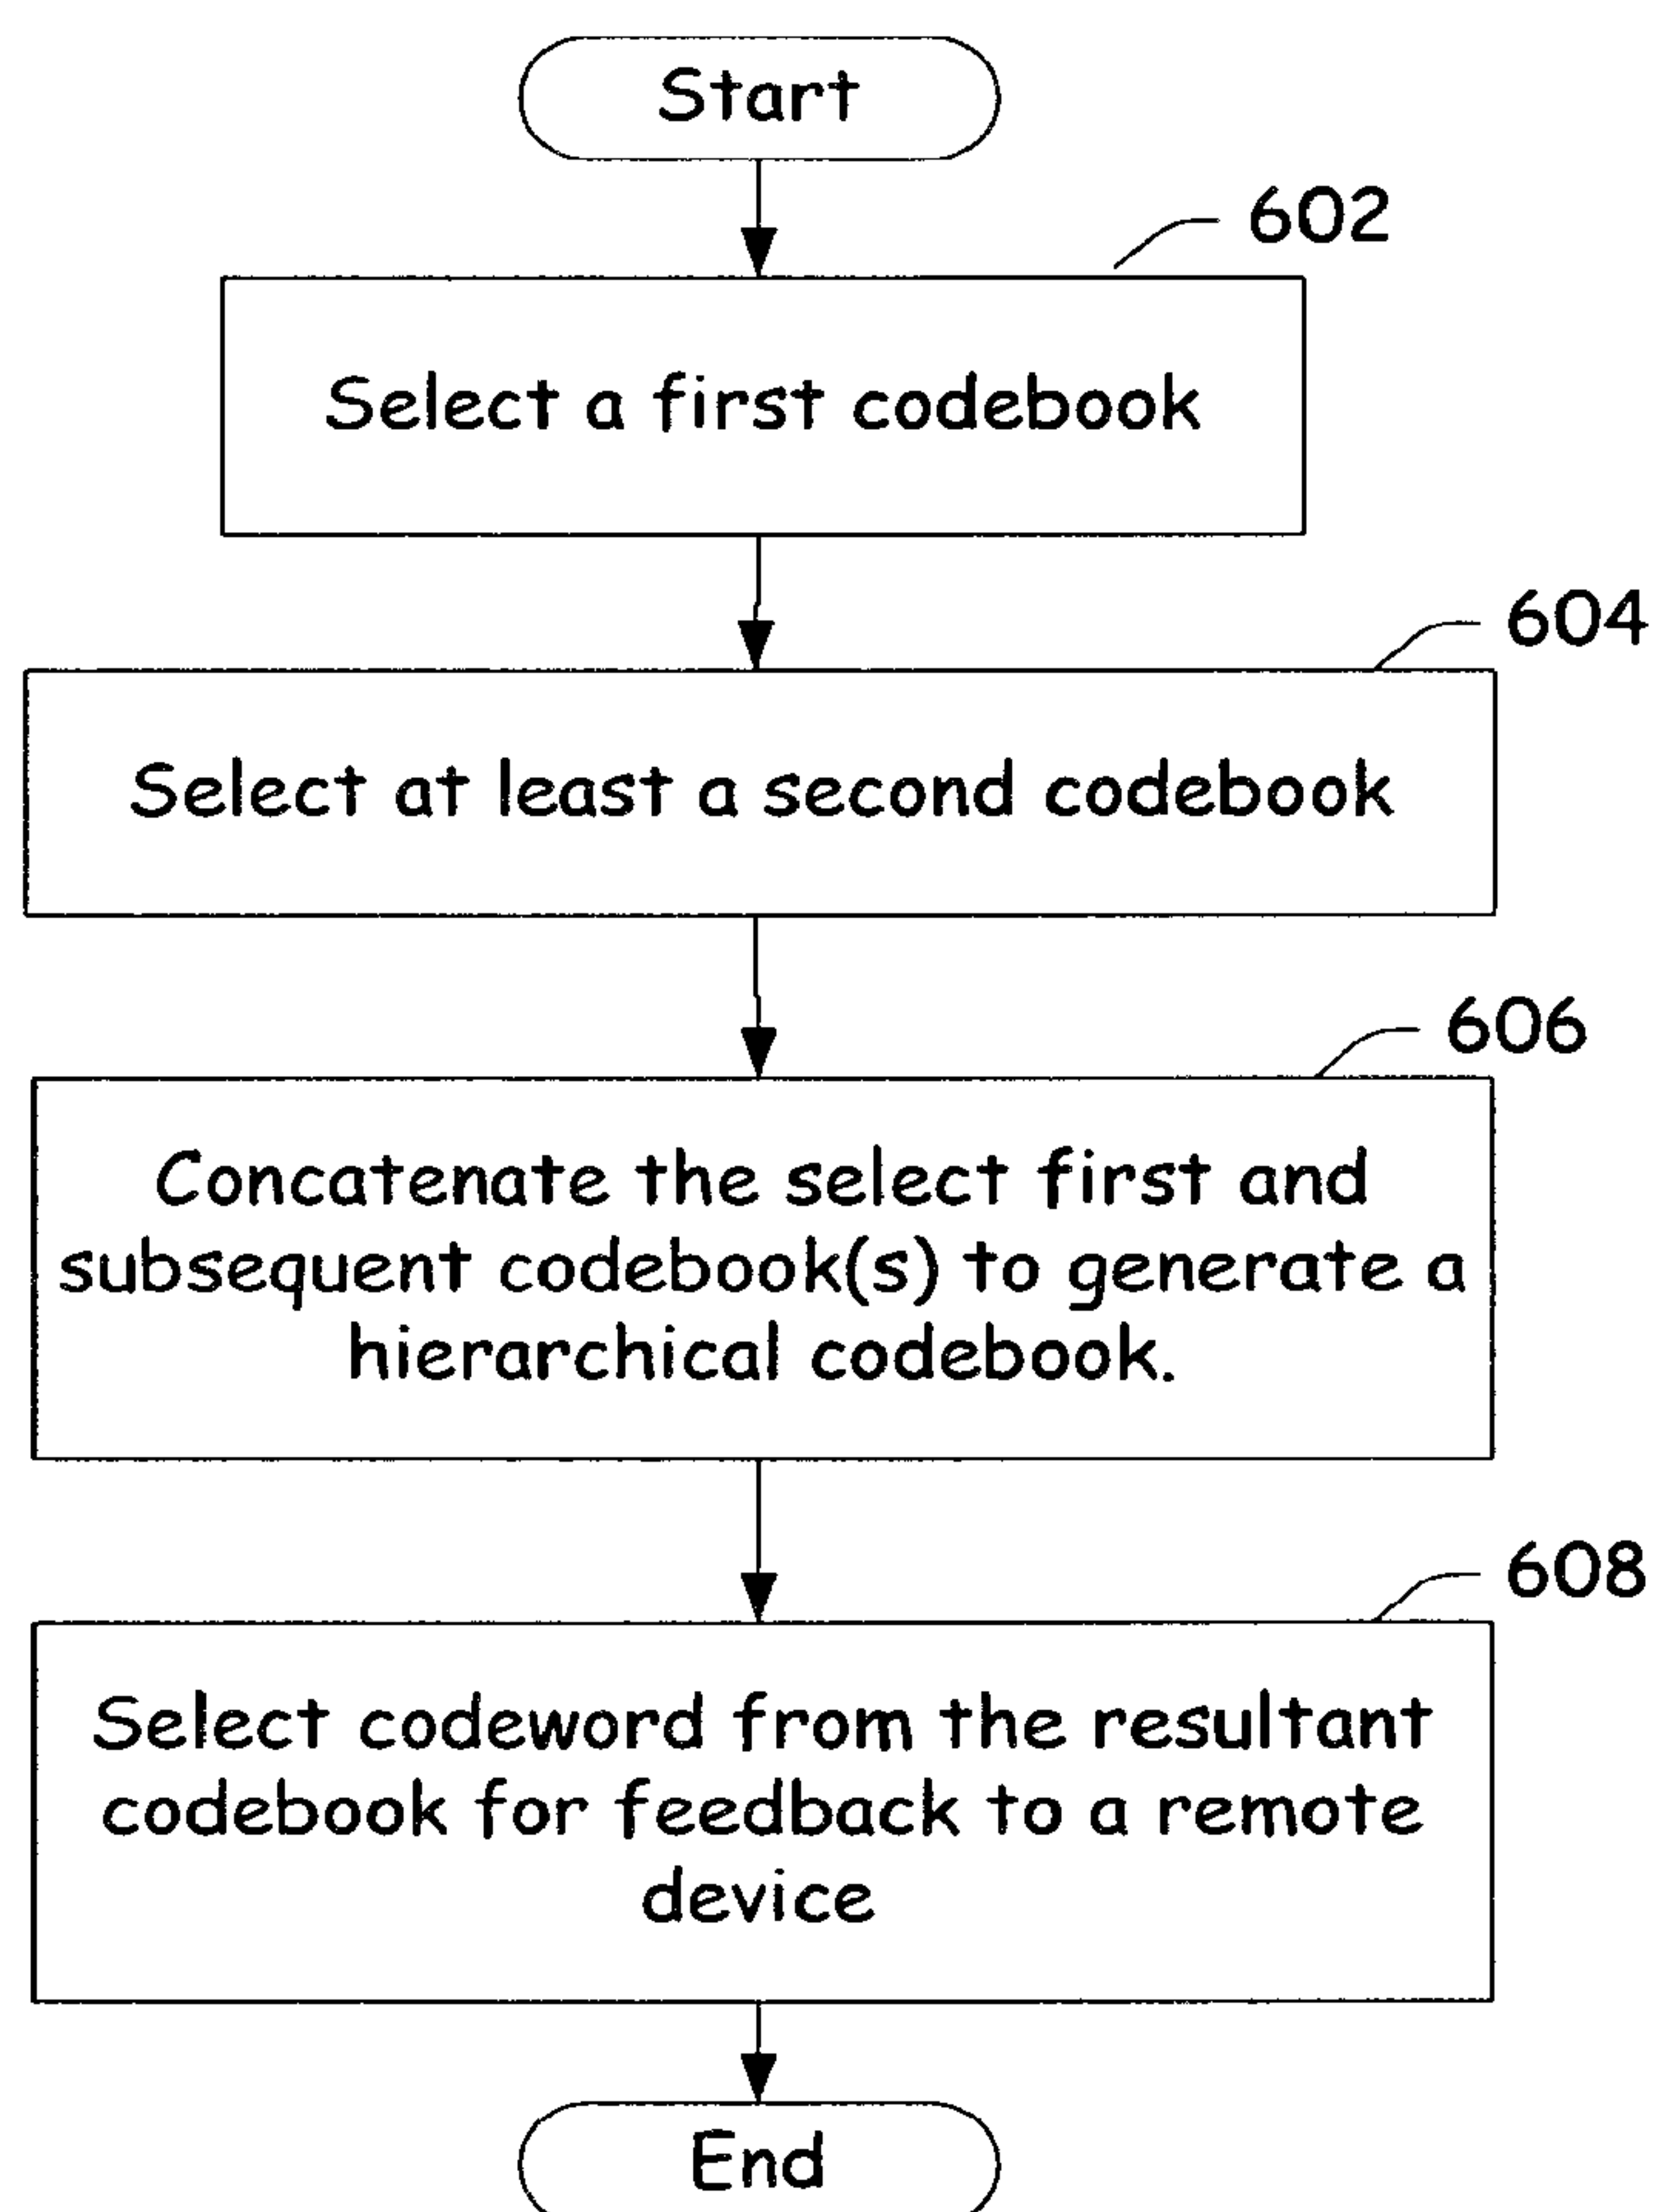 Start
602
Select a first codebook
604
Select at least a second codebook
606
Concatenate the select first and
subsequent codebook(s) to generate a
hierarchical codebook.
608
Select codeword from the resultant
codebook for feedback to a remote
device
End